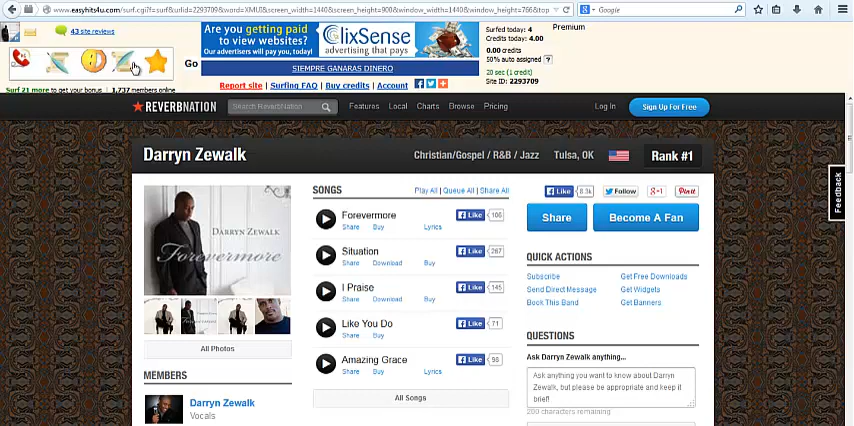 www.easyhits4u.com/surf.cgi?f=surf&urlid=2293709&word=XMUS&screen_width=1440&screen_height=900&window_width=1440&window_height=766&top
Google
43 site reviews
Surf 21 more to get your bonus | 1,737 members online
Go
Are you getting paid
to view websites?
Our advertisers will pay you, today!
ClixSense
advertising that pays
SIEMPRE GANARAS DINERO
Report site | Surfing FAQ | Buy credits | Account
Surfed today: 4
Credits today: 4.00
0.00 credits
50% auto assigned ?
20 sec (1 credit)
Site ID: 2293709
Premium
REVERBNATION
Search ReverbNation
Features
Local
Charts
Browse
Pricing
Log In
Sign Up For Free
Darryn Zewalk
Christian/Gospel / R&B / Jazz
Tulsa, OK
Rank #1
Feedback
DARRYN ZEWALK
Forevermore
All Photos
MEMBERS
Darryn Zewalk
Vocals
SONGS
Play All | Queue All | Share All
Forevermore
Like 106
Share Buy Lyrics
Situation
Like 267
Share Download Buy
I Praise
Like 145
Share Download Buy
Like You Do
Like 71
Share Buy
Amazing Grace
Like 98
Share Buy Lyrics
All Songs
Like 8.3k
Follow
+1
Pin it
Share
Become A Fan
QUICK ACTIONS
Subscribe
Get Free Downloads
Send Direct Message
Get Widgets
Book This Band
Get Banners
QUESTIONS
Ask Darryn Zewalk anything...
Ask anything you want to know about Darryn
Zewalk, but please be appropriate and keep it
brief!
200 characters remaining